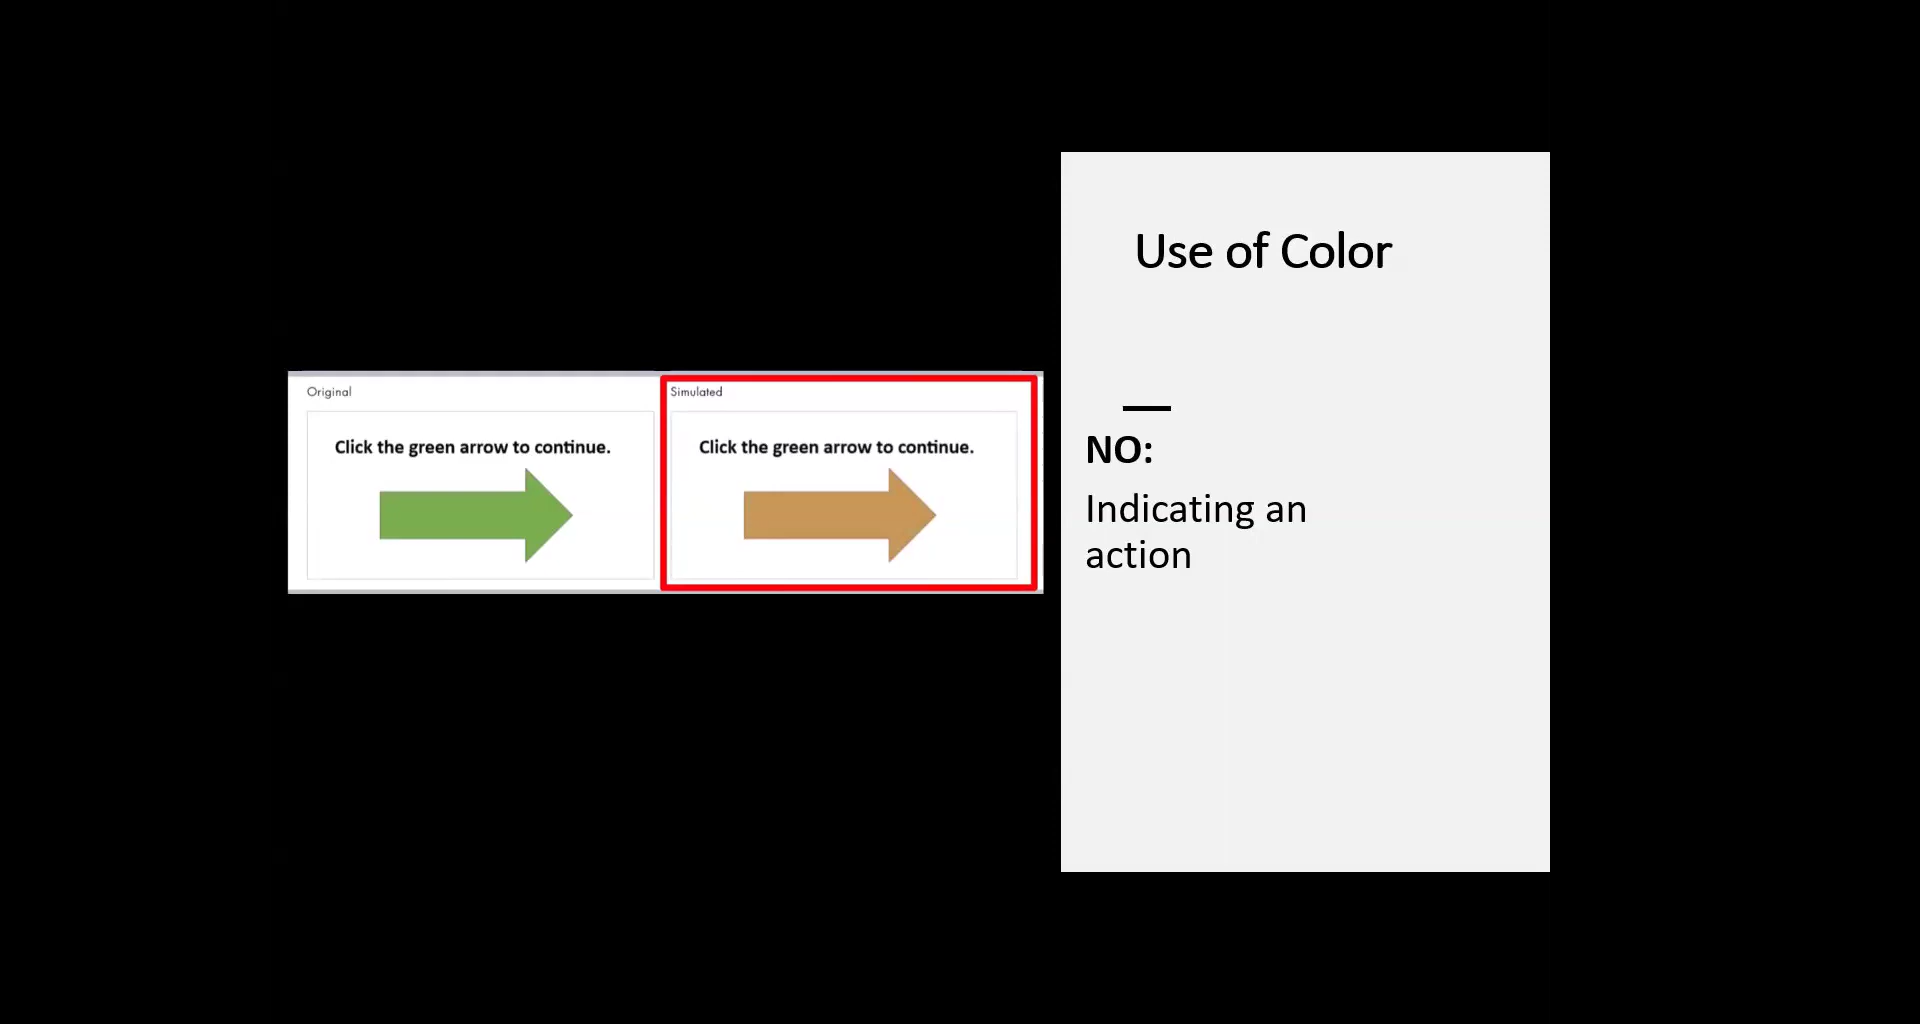 Original
Click the green arrow to continue.
Simulated
Click the green arrow to continue.
Use of Color
NO:
Indicating an
action